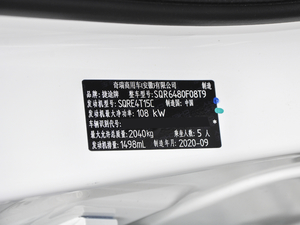 奇瑞商用车(安徽)有限公司 制造
品牌:捷途牌 整车型号:SQR6480F08T9
发动机型号:SQRE4T15C 中国
发动机最大净功率:108 kW
车辆识别代号:
最大允许总质量:2040kg 乘坐人数:5人
发动机排量:1498mL 制造年月:2020-09